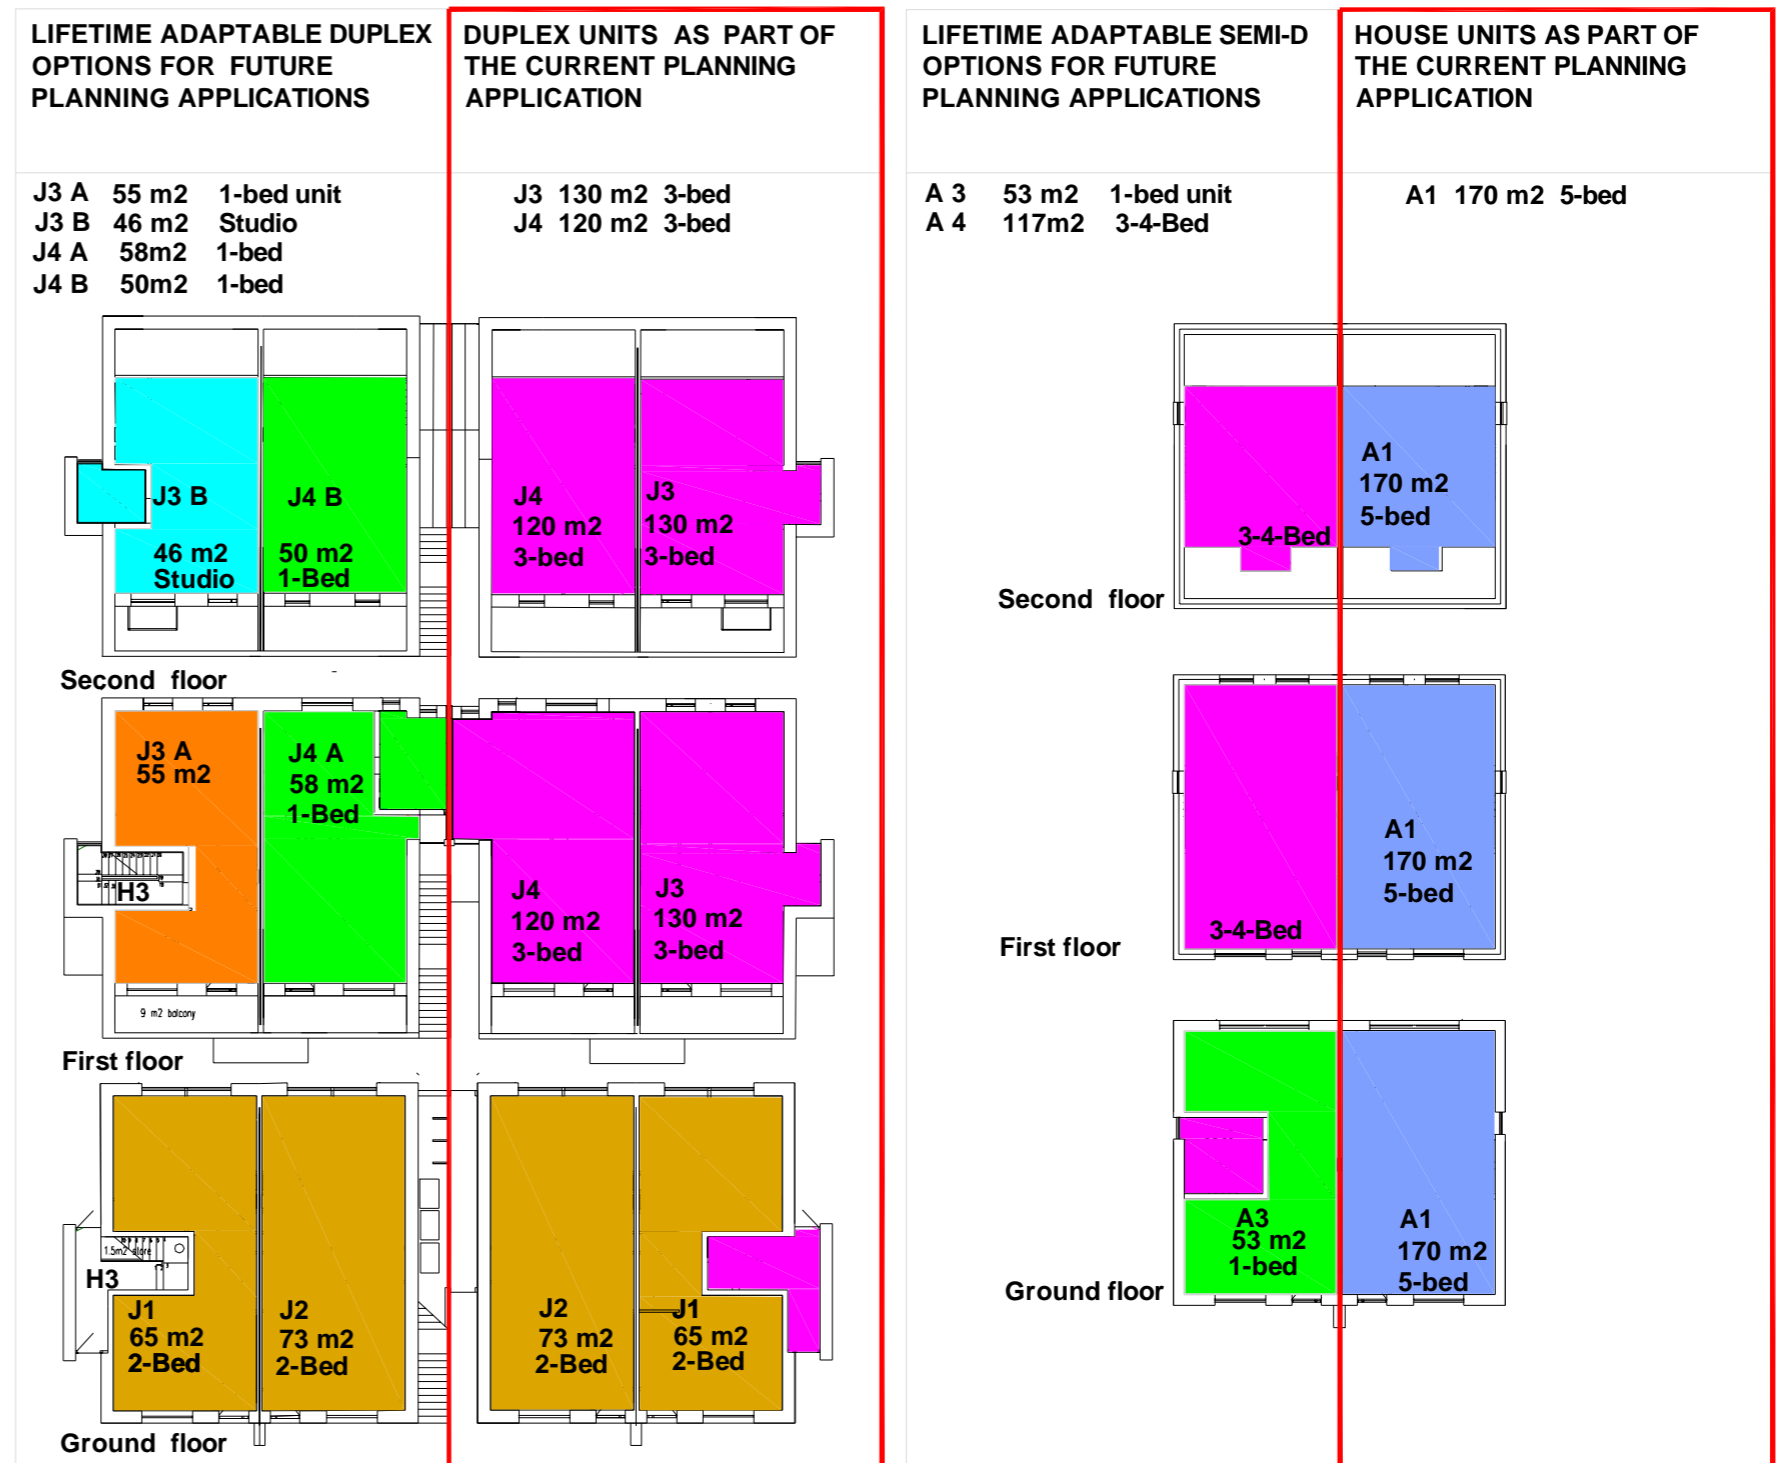 LIFETIME ADAPTABLE DUPLEX
OPTIONS FOR FUTURE
PLANNING APPLICATIONS
DUPLEX UNITS AS PART OF
THE CURRENT PLANNING
APPLICATION
J3 A 55 m2 1-bed unit
J3 B 46 m2 Studio
J4 A 58m2 1-bed
J4 B 50m2 1-bed
J3 130 m2 3-bed
J4 120 m2 3-bed
J3 B
46 m2
Studio
J4 B
50 m2
1-Bed
J4
120 m2
3-bed
J3
130 m2
3-bed
Second floor
J3 A
55 m2
J4 A
58 m2
1-Bed
H3
J4
120 m2
3-bed
J3
130 m2
3-bed
9 m2 balcony
First floor
1.5m2 store
H3
J1
65 m2
2-Bed
J2
73 m2
2-Bed
J2
73 m2
2-Bed
J1
65 m2
2-Bed
Ground floor
LIFETIME ADAPTABLE SEMI-D
OPTIONS FOR FUTURE
PLANNING APPLICATIONS
HOUSE UNITS AS PART OF
THE CURRENT PLANNING
APPLICATION
A 3 53 m2 1-bed unit
A 4 117m2 3-4-Bed
A1 170 m2 5-bed
A1
170 m2
5-bed
3-4-Bed
Second floor
A1
170 m2
5-bed
3-4-Bed
First floor
A3
53 m2
1-bed
A1
170 m2
5-bed
Ground floor